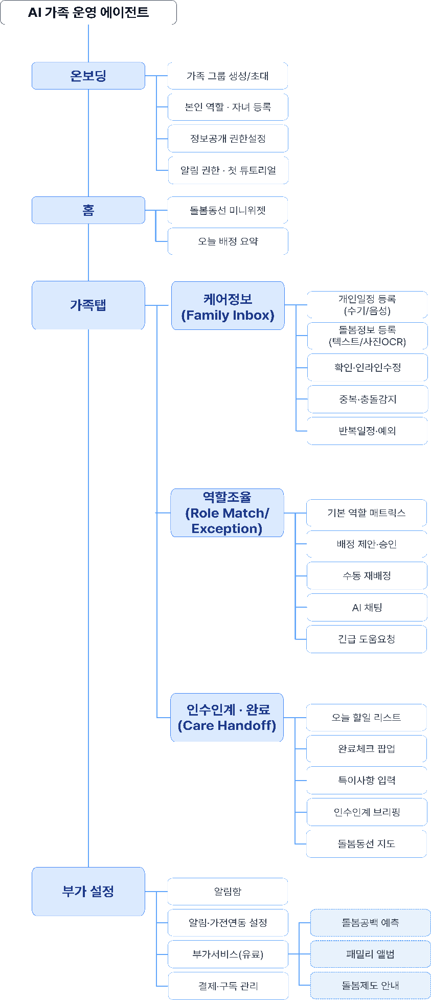 AI 가족 운영 에이전트
온보딩
가족 그룹 생성/초대
본인 역할 · 자녀 등록
정보공개 권한설정
알림 권한 · 첫 튜토리얼
홈
돌봄동선 미니위젯
오늘 배정 요약
가족탭
케어정보
(Family Inbox)
개인일정 등록
(수기/음성)
돌봄정보 등록
(텍스트/사진OCR)
확인·인라인수정
중복·충돌감지
반복일정·예외
역할조율
(Role Match/
Exception)
기본 역할 매트릭스
배정 제안·승인
수동 재배정
AI 채팅
긴급 도움요청
인수인계 · 완료
(Care Handoff)
오늘 할일 리스트
완료체크 팝업
특이사항 입력
인수인계 브리핑
돌봄동선 지도
부가 설정
알림함
알림·가전연동 설정
부가서비스(유료)
결제·구독 관리
돌봄공백 예측
패밀리 앨범
돌봄제도 안내